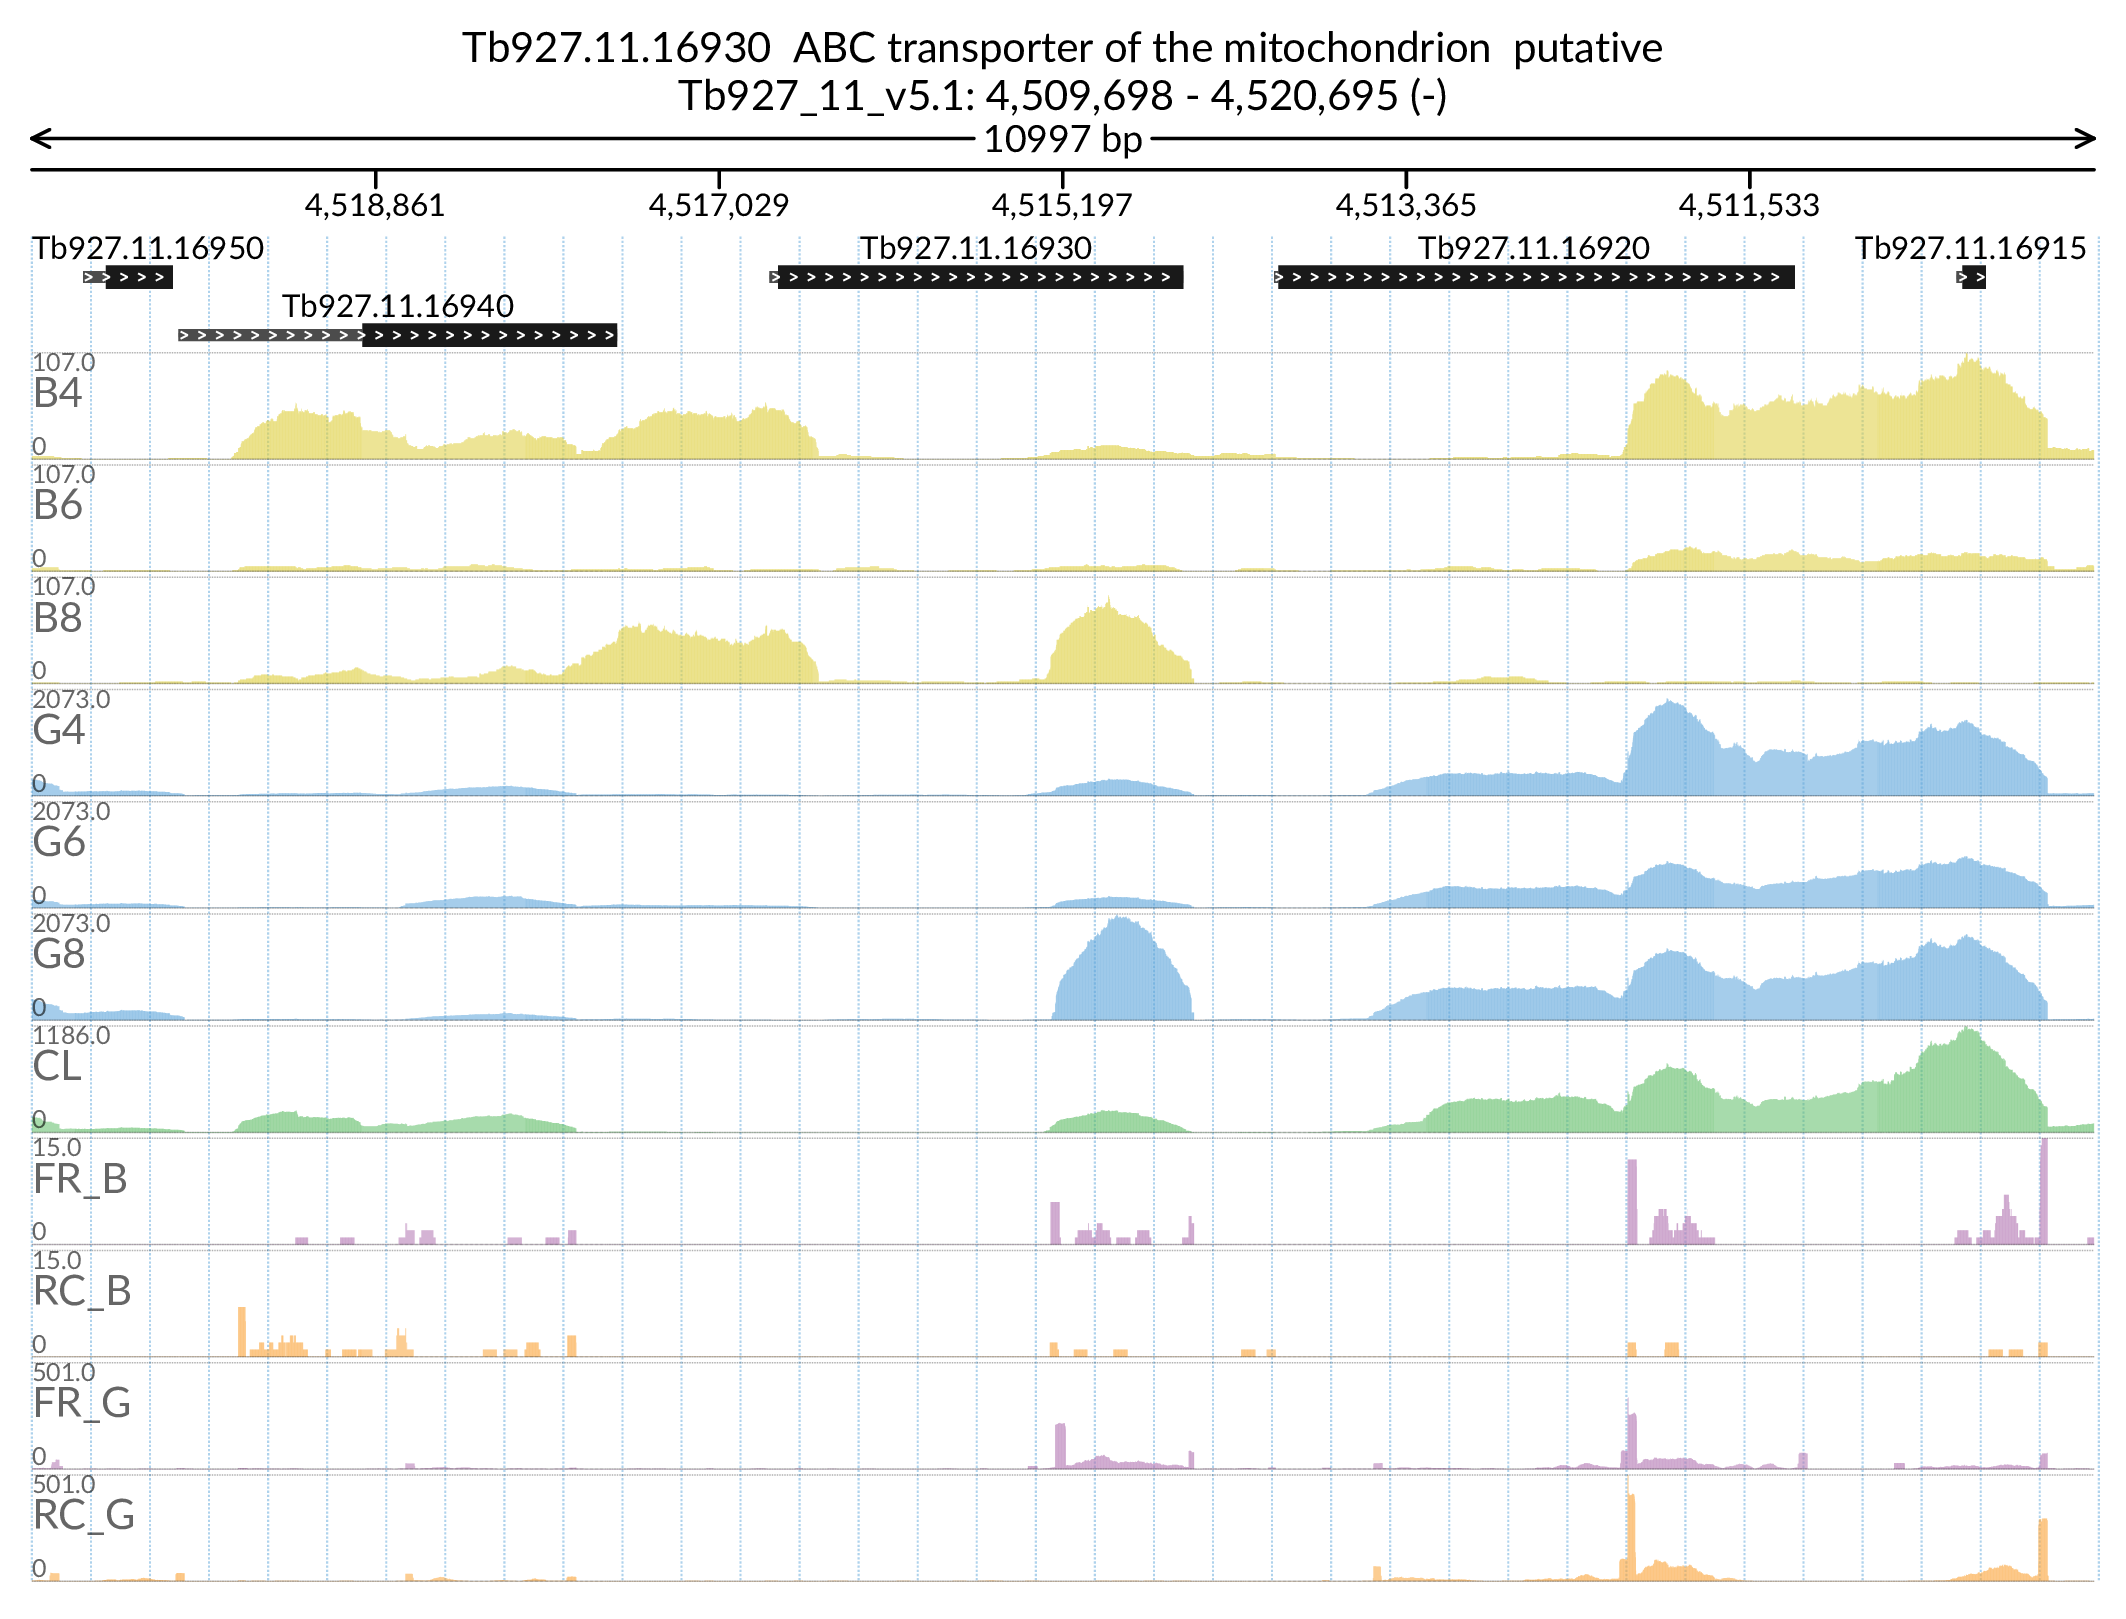 Tb927.11.16930  ABC transporter of the mitochondrion  putative
Tb927_11_v5.1: 4,509,698 - 4,520,695 (-)
10997 bp
4,518,861 4,517,029 4,515,197 4,513,365 4,511,533
Tb927.11.16950 Tb927.11.16930 Tb927.11.16920 Tb927.11.16915
Tb927.11.16940
107.0
B4
0
107.0
B6
0
107.0
B8
0
2073.0
G4
0
2073.0
G6
0
2073.0
G8
0
1186.0
CL
0
15.0
FR_B
0
15.0
RC_B
0
501.0
FR_G
0
501.0
RC_G
0